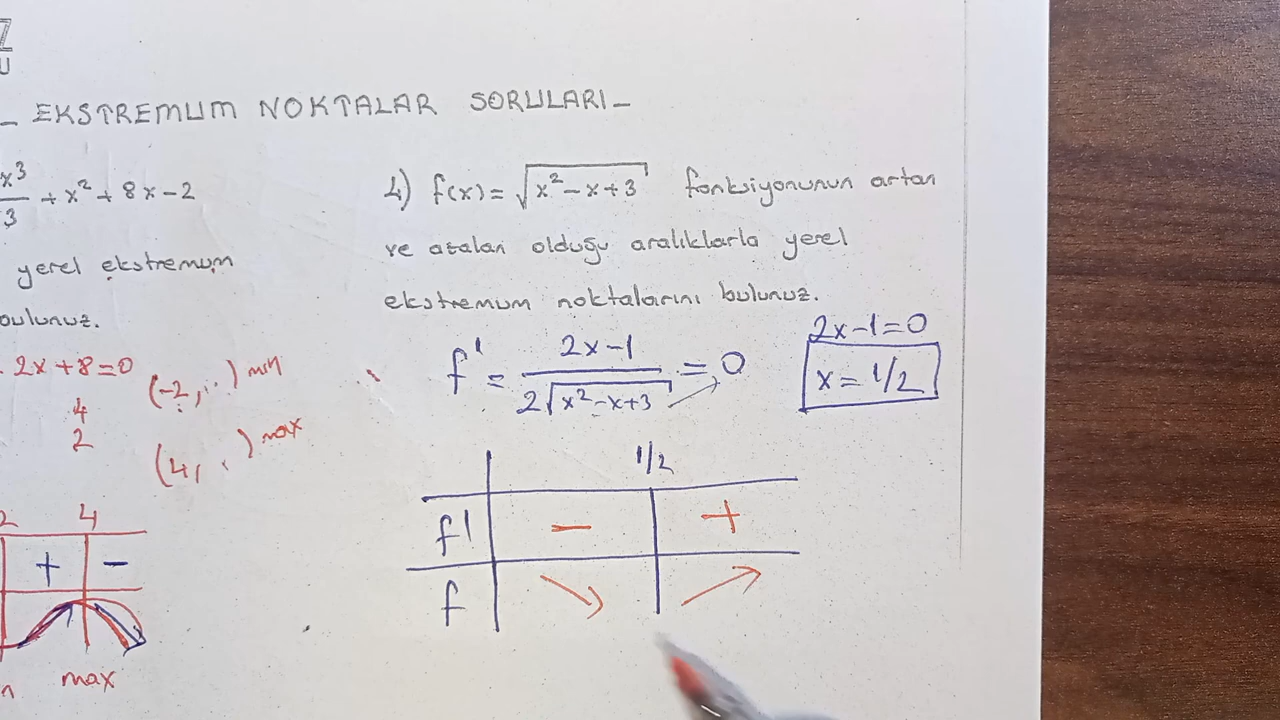 Z
U
_ EKSTREMUM NOKTALAR SORULARI _
x³/3 + x² + 8x - 2
yerel ekstremum
bulunuz.
2x + 8 = 0
4
2
(-2, . ) min
(4, . ) max
2 4
+ -
max
4) f(x) = √(x² - x + 3) fonksiyonunun artan
ve azalan olduğu aralıklarla yerel
ekstremum noktalarını bulunuz.
f' = (2x - 1)/(2√(x² - x + 3)) = 0
2x - 1 = 0
x = 1/2
1/2
f' - +
f